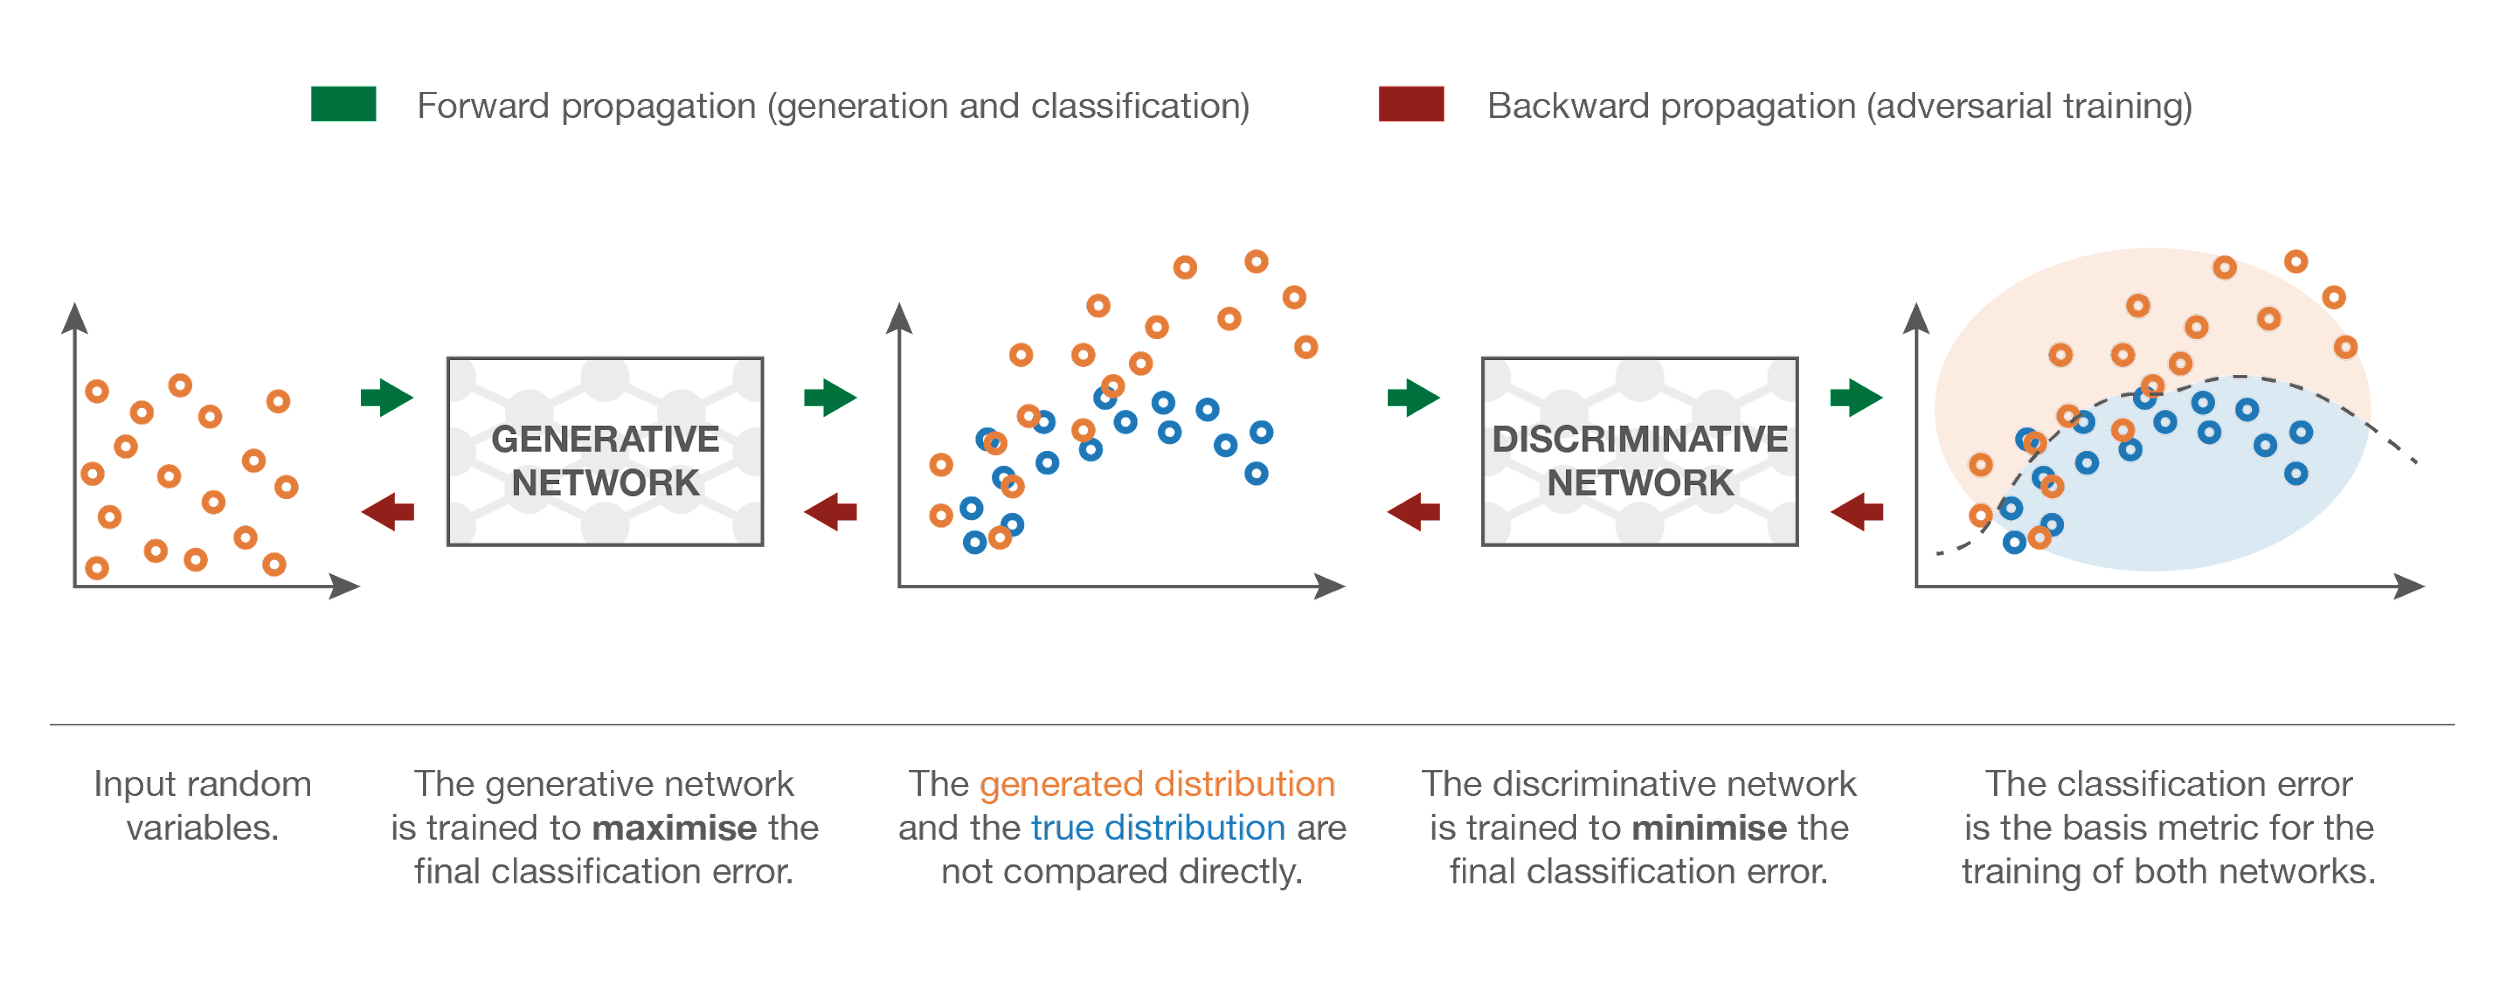 Forward propagation (generation and classification)
Backward propagation (adversarial training)
GENERATIVE
NETWORK
DISCRIMINATIVE
NETWORK
Input random
variables.
The generative network
is trained to maximise the
final classification error.
The generated distribution
and the true distribution are
not compared directly.
The discriminative network
is trained to minimise the
final classification error.
The classification error
is the basis metric for the
training of both networks.